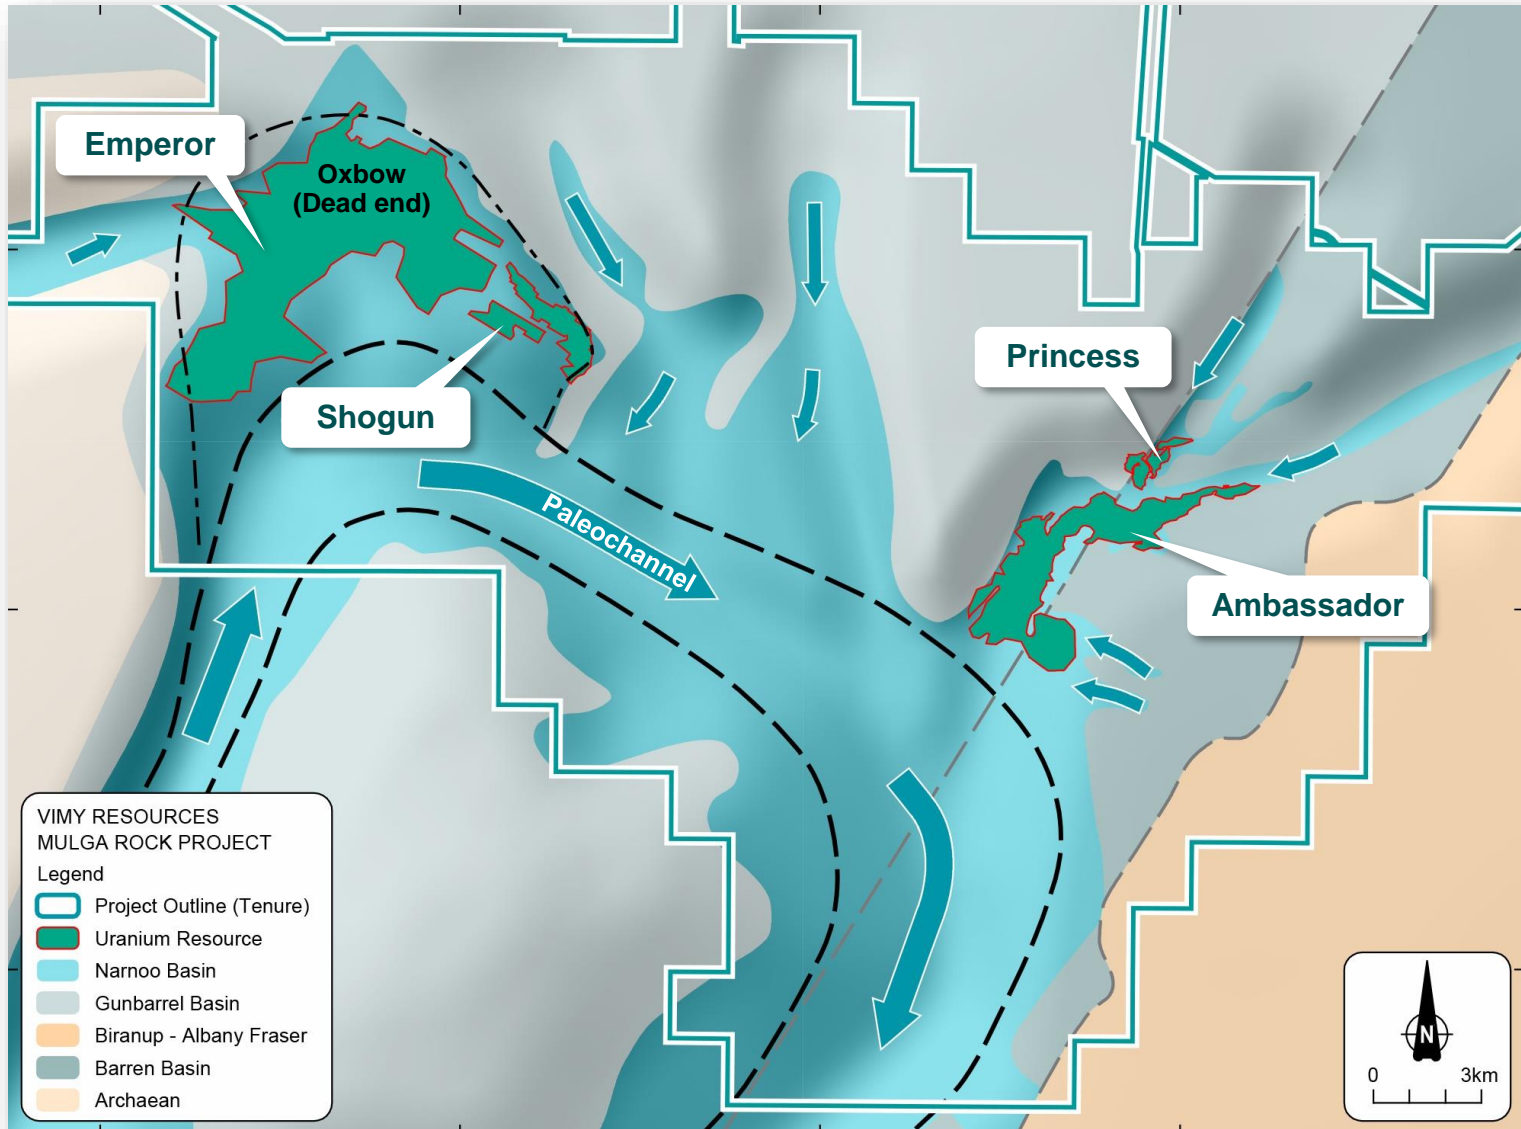 Emperor
Oxbow
(Dead end)
Shogun
Princess
Paleochannel
Ambassador
VIMY RESOURCES
MULGA ROCK PROJECT
Legend
Project Outline (Tenure)
Uranium Resource
Narnoo Basin
Gunbarrel Basin
Biranup - Albany Fraser
Barren Basin
Archaean
N
0 3km